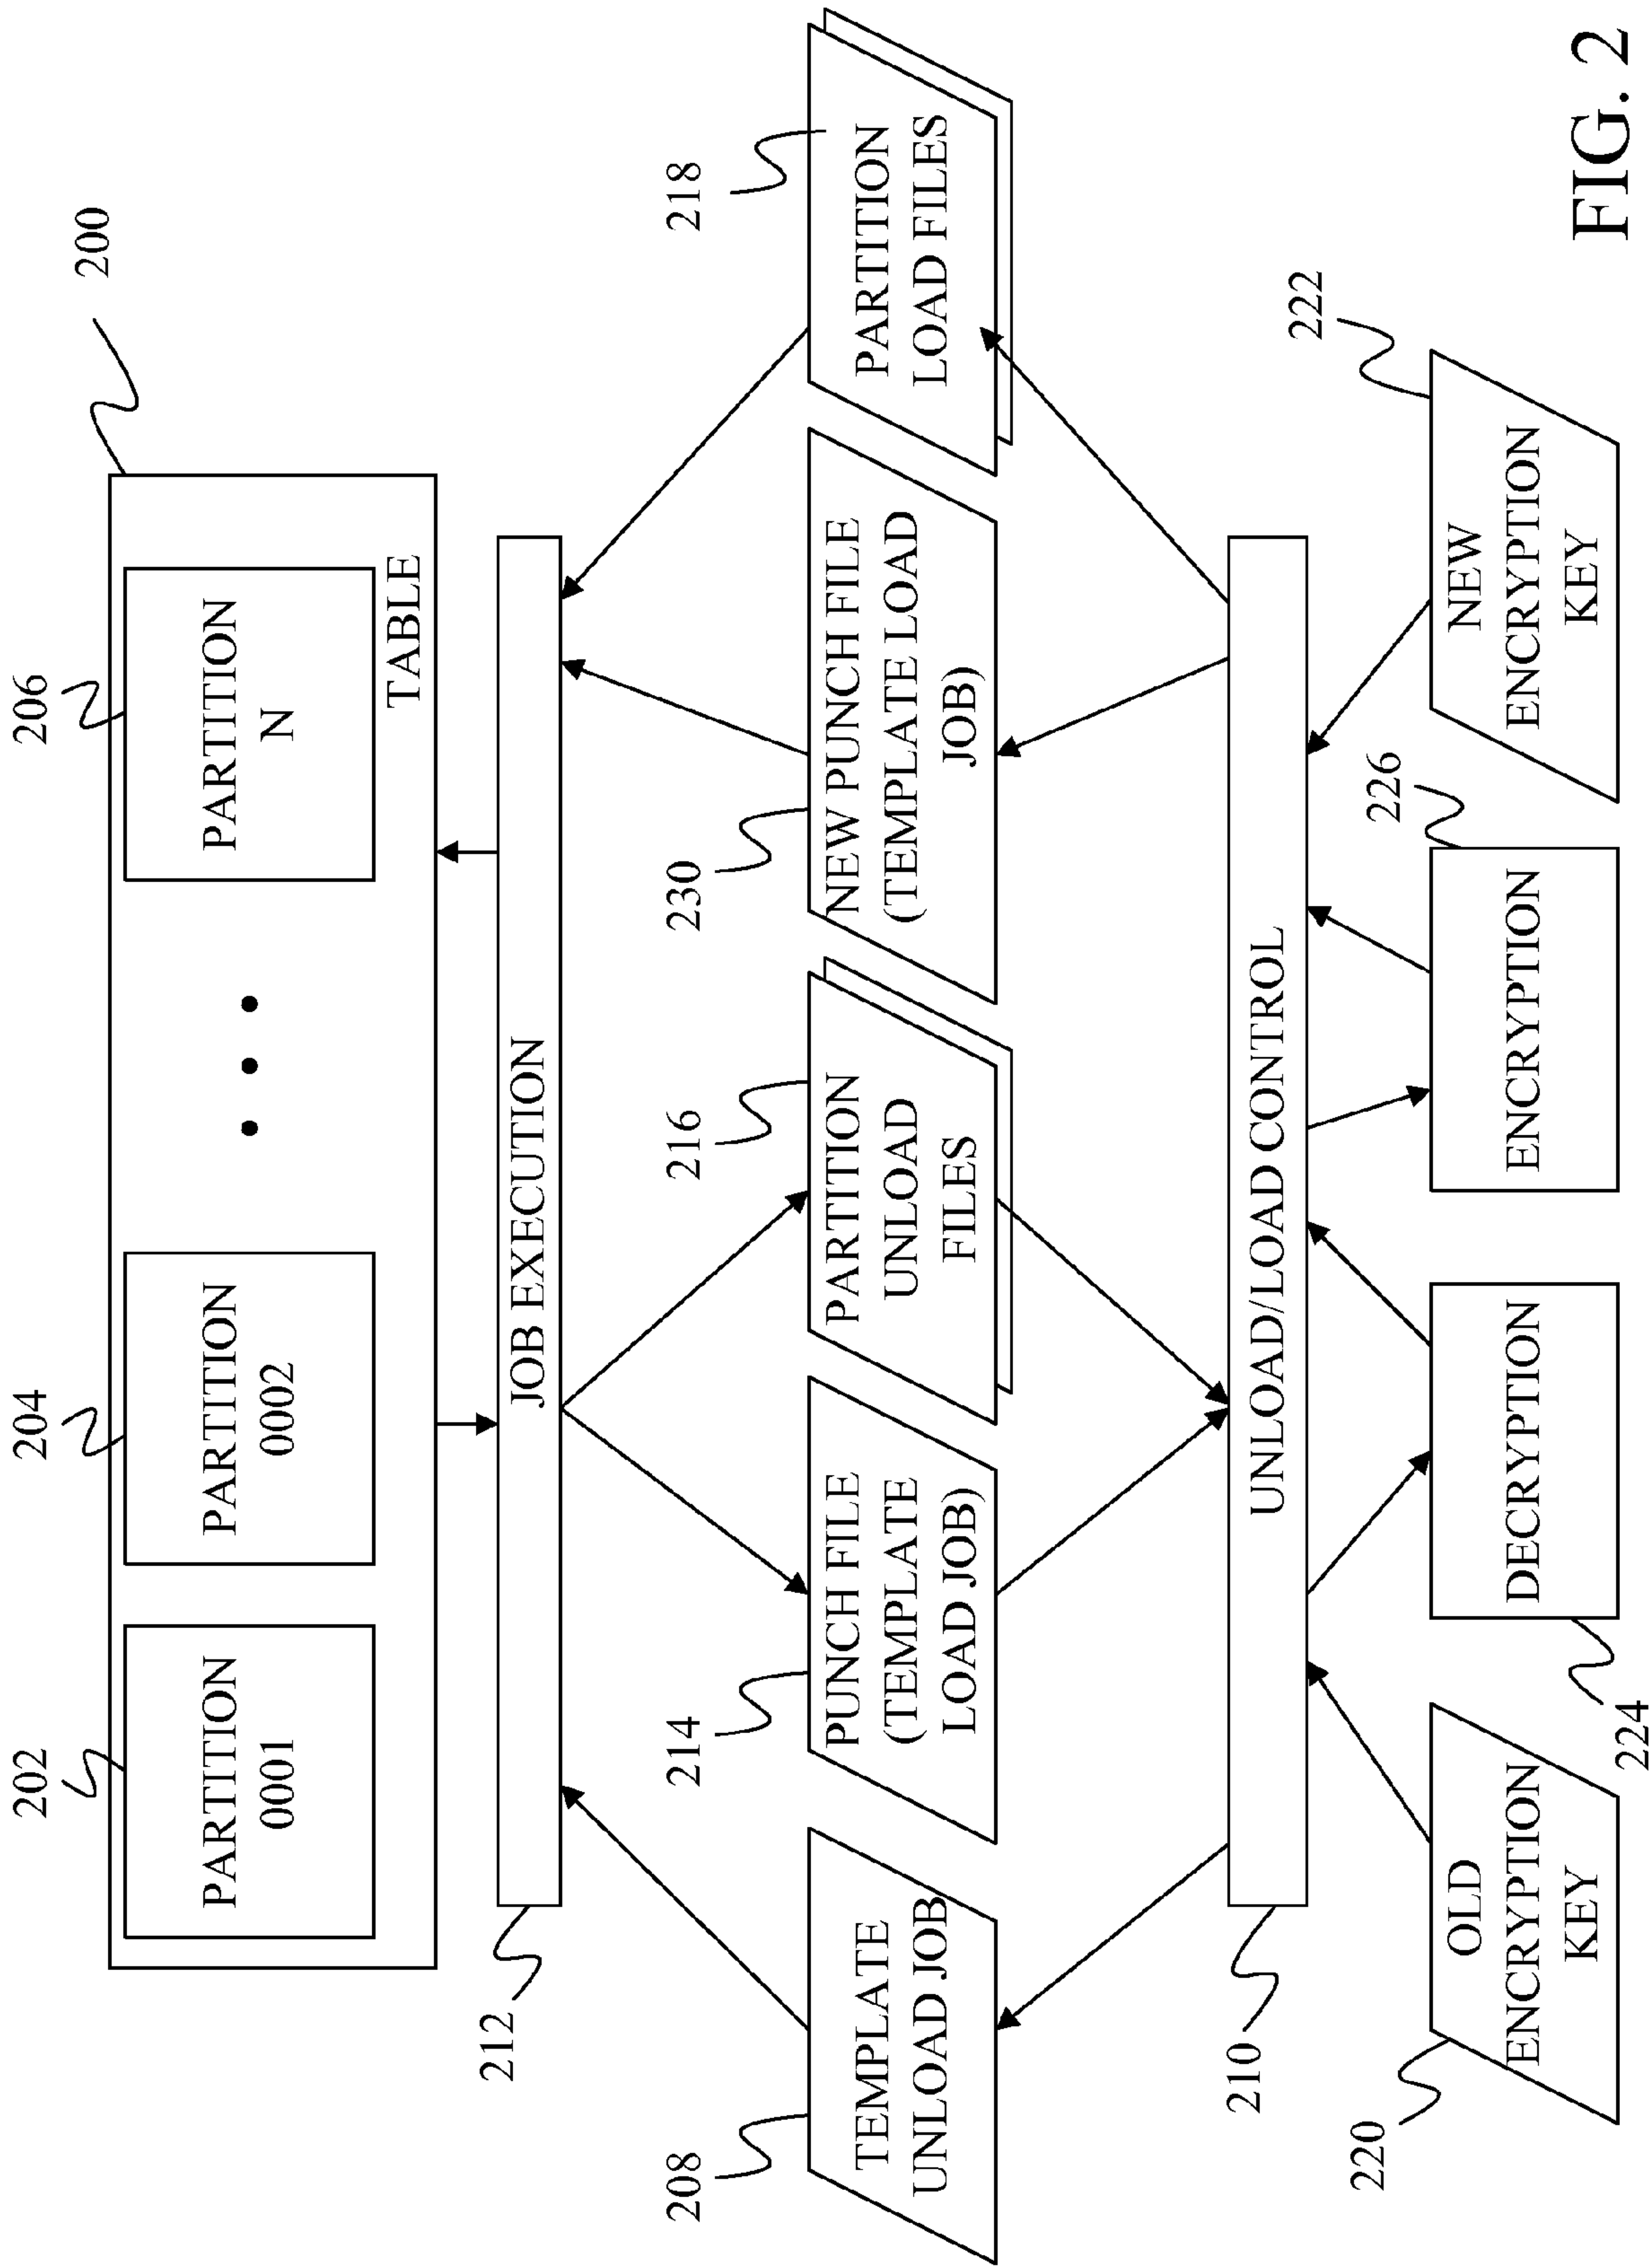 200
202
204
206
PARTITION
0001
PARTITION
0002
PARTITION
N
TABLE
212
JOB EXECUTION
208
214
216
230
218
TEMPLATE
UNLOAD JOB
PUNCH FILE
(TEMPLATE
LOAD JOB)
PARTITION
UNLOAD
FILES
NEW PUNCH FILE
(TEMPLATE LOAD
JOB)
PARTITION
LOAD FILES
210
UNLOAD/LOAD CONTROL
220
224
226
222
OLD
ENCRYPTION
KEY
DECRYPTION
ENCRYPTION
NEW
ENCRYPTION
KEY
FIG. 2